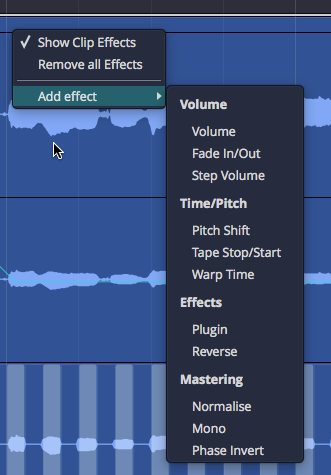 Show Clip Effects
Remove all Effects
Add effect
Volume
Volume
Fade In/Out
Step Volume
Time/Pitch
Pitch Shift
Tape Stop/Start
Warp Time
Effects
Plugin
Reverse
Mastering
Normalise
Mono
Phase Invert